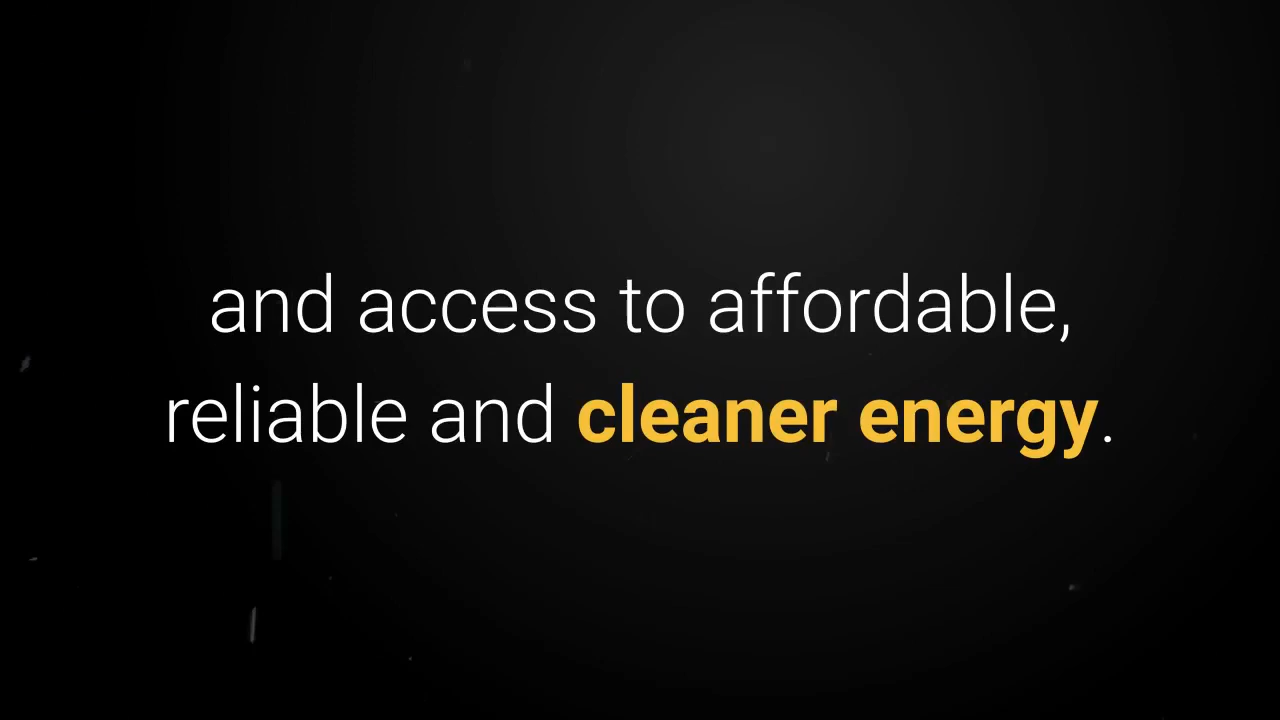 and access to affordable,
reliable and cleaner energy.